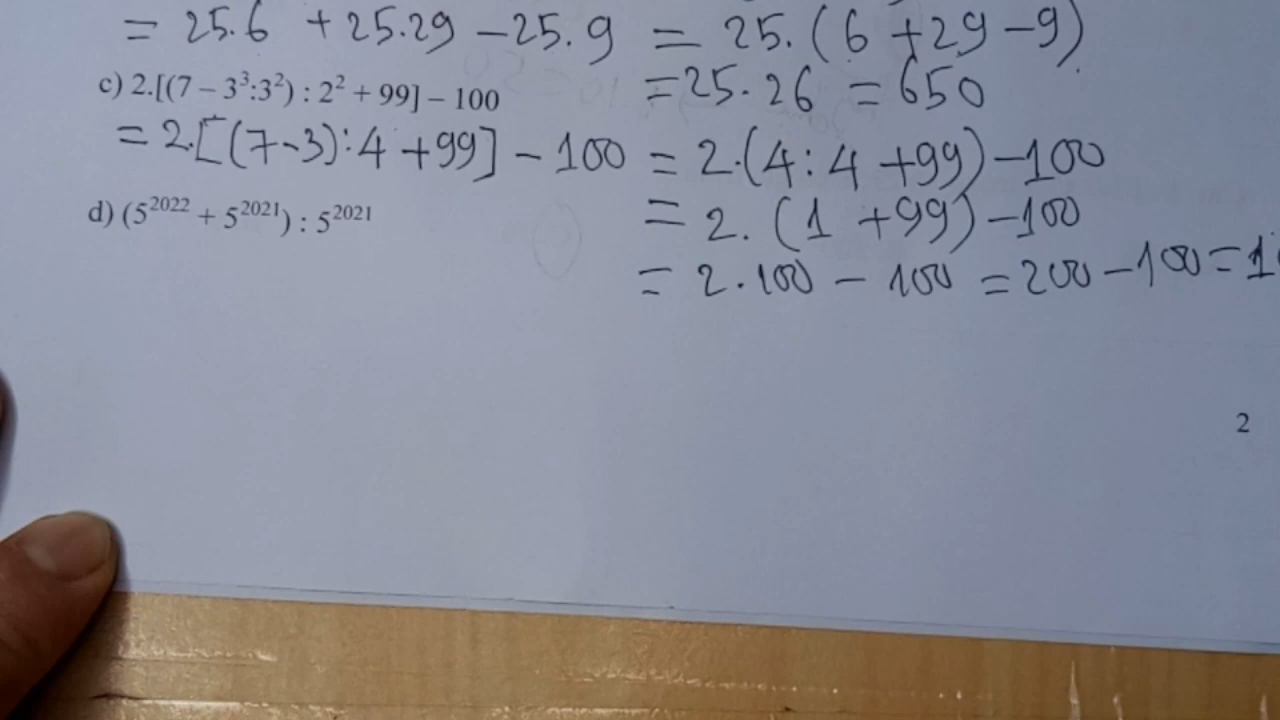 = 25.6 + 25.29 – 25.9 = 25.(6 + 29 – 9)
= 25.26 = 650
c) 2.[(7 – 3³:3²) : 2² + 99] – 100
= 2.[(7–3):4 + 99] – 100 = 2.(4:4 + 99) – 100
= 2. (1 + 99) – 100
d) (5²⁰²² + 5²⁰²¹) : 5²⁰²¹
= 2.100 – 100 = 200 – 100 = 1
2